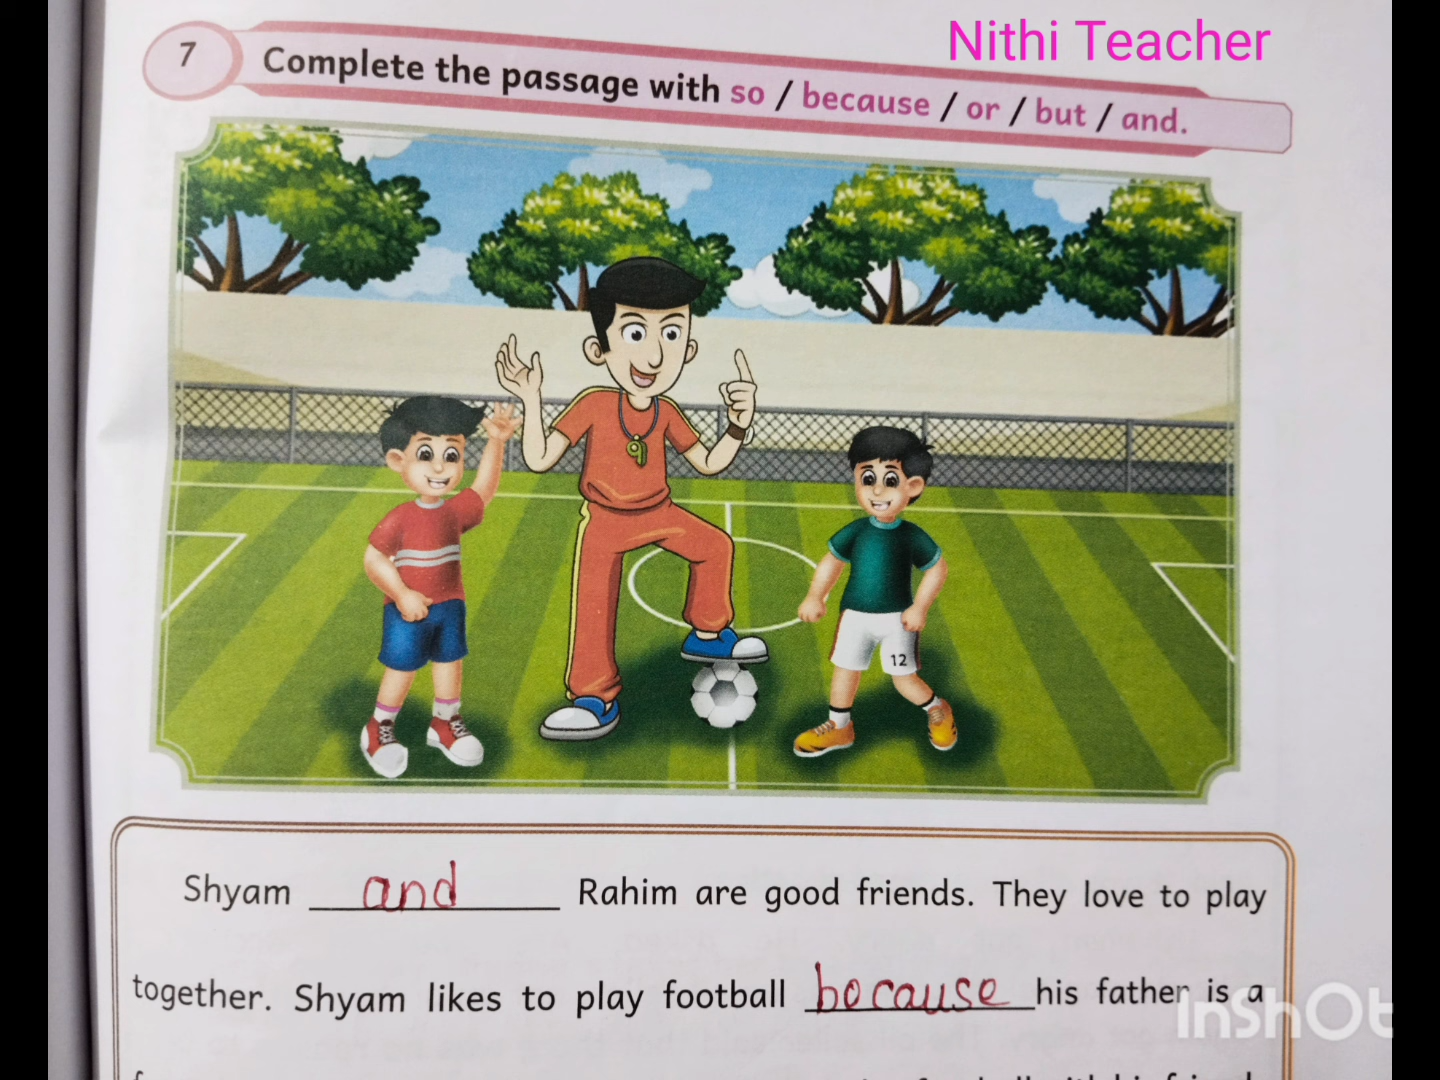 Nithi Teacher
7 Complete the passage with so / because / or / but / and.
12
Shyam and Rahim are good friends. They love to play
together. Shyam likes to play football because his father is a
InShOt